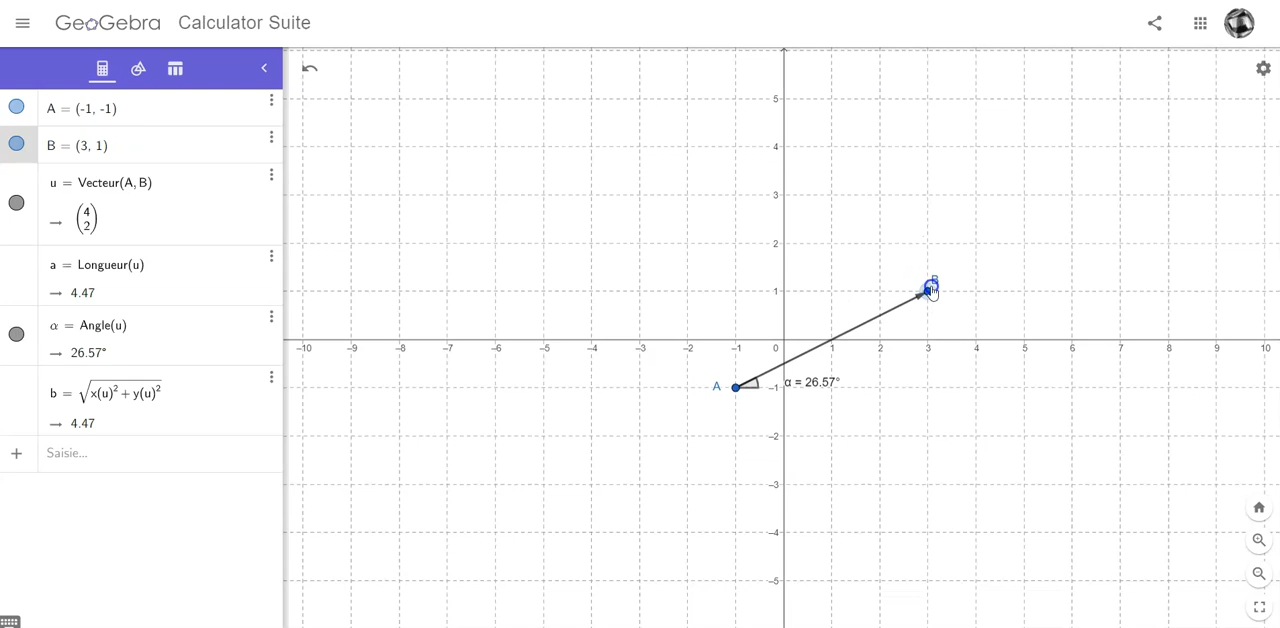 GeoGebra Calculator Suite
A = (-1, -1)
B = (3, 1)
u = Vecteur(A, B)
→ (4
2)
a = Longueur(u)
→ 4.47
α = Angle(u)
→ 26.57°
b = √x(u)² + y(u)²
→ 4.47
+ Saisie...
5
4
3
2
B
1
–10 –9 –8 –7 –6 –5 –4 –3 –2 –1 0 1 2 3 4 5 6 7 8 9 10
A –1 α = 26.57°
–2
–3
–4
–5